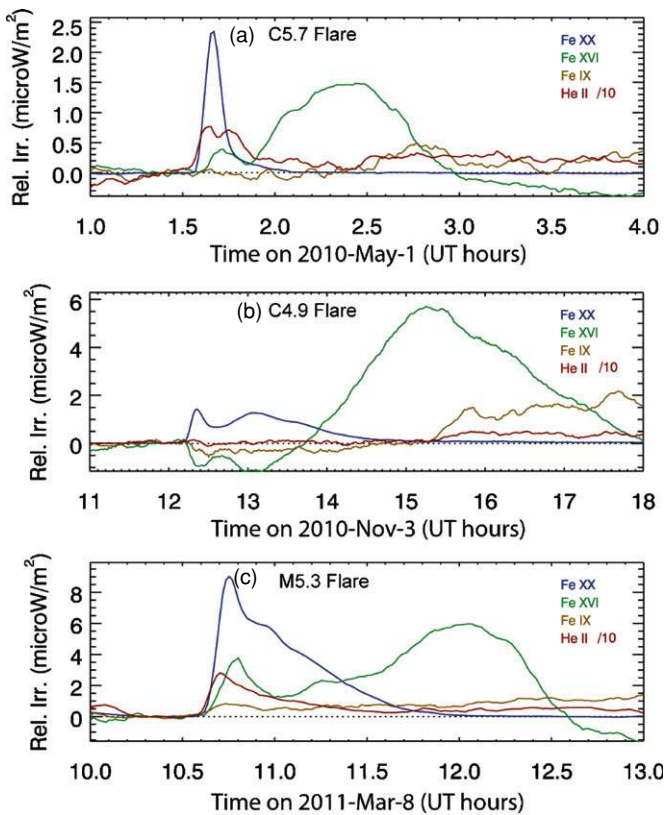 (a) C5.7 Flare
Fe XX
Fe XVI
Fe IX
He II /10
Rel. Irr. (microW/m²)
2.5
2.0
1.5
1.0
0.5
0.0
1.0 1.5 2.0 2.5 3.0 3.5 4.0
Time on 2010-May-1 (UT hours)
(b) C4.9 Flare
Fe XX
Fe XVI
Fe IX
He II /10
Rel. Irr. (microW/m²)
6
4
2
0
11 12 13 14 15 16 17 18
Time on 2010-Nov-3 (UT hours)
(c)
M5.3 Flare
Fe XX
Fe XVI
Fe IX
He II /10
Rel. Irr. (microW/m²)
8
6
4
2
0
10.0 10.5 11.0 11.5 12.0 12.5 13.0
Time on 2011-Mar-8 (UT hours)